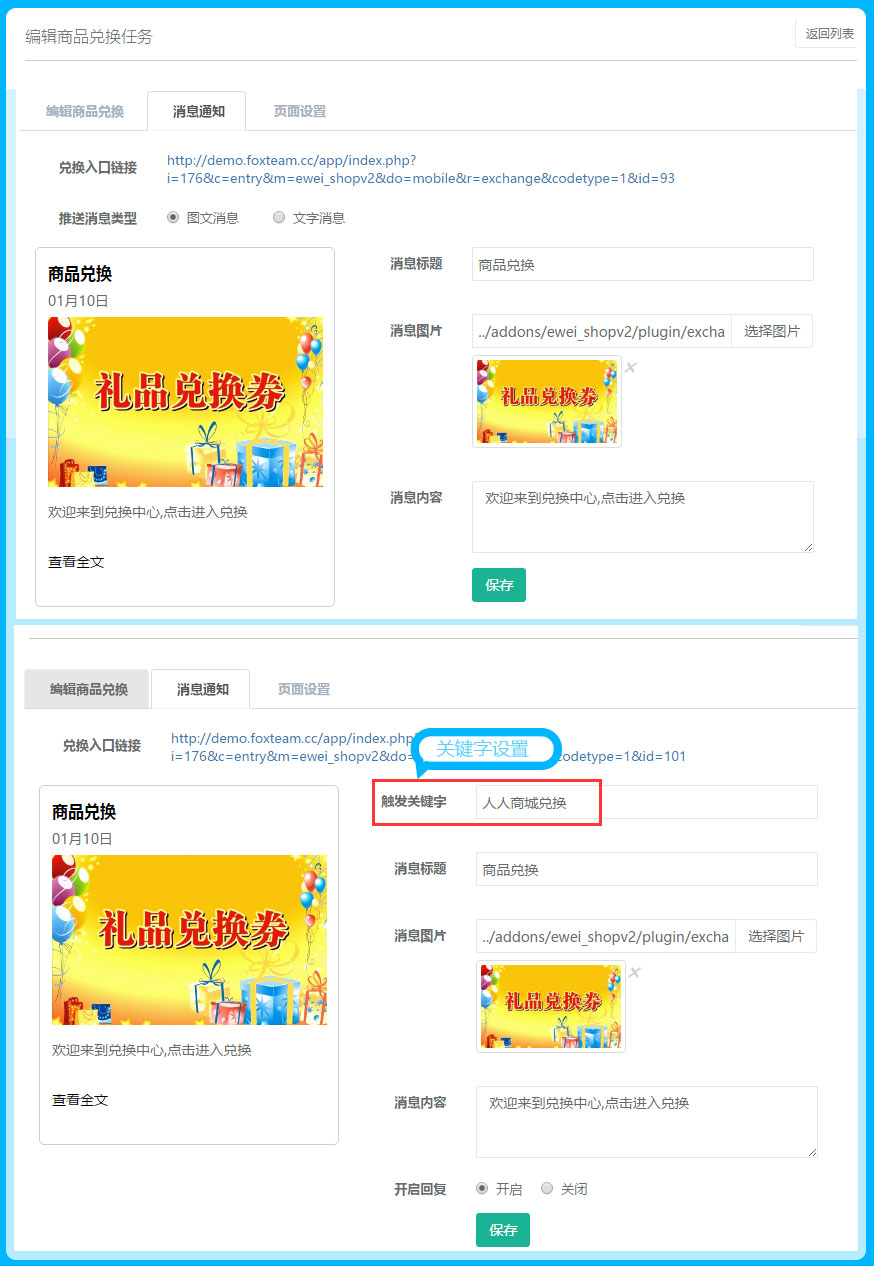 编辑商品兑换任务
返回列表
编辑商品兑换 消息通知 页面设置
兑换入口链接
http://demo.foxteam.cc/app/index.php?
i=176&c=entry&m=ewei_shopv2&do=mobile&r=exchange&codetype=1&id=93
推送消息类型 图文消息 文字消息
商品兑换
01月10日
礼品兑换券
欢迎来到兑换中心,点击进入兑换
查看全文
消息标题 商品兑换
消息图片 ../addons/ewei_shopv2/plugin/excha 选择图片
礼品兑换券
×
消息内容 欢迎来到兑换中心,点击进入兑换
保存
编辑商品兑换 消息通知 页面设置
兑换入口链接
http://demo.foxteam.cc/app/index.php
i=176&c=entry&m=ewei_shopv2&do= codetype=1&id=101
关键字设置
商品兑换
01月10日
礼品兑换券
欢迎来到兑换中心,点击进入兑换
查看全文
触发关键字 人人商城兑换
消息标题 商品兑换
消息图片 ../addons/ewei_shopv2/plugin/excha 选择图片
礼品兑换券
×
消息内容 欢迎来到兑换中心,点击进入兑换
开启回复 开启 关闭
保存